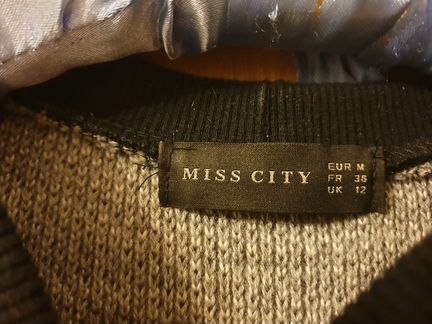 MISS CITY
EUR M
FR 38
UK 12